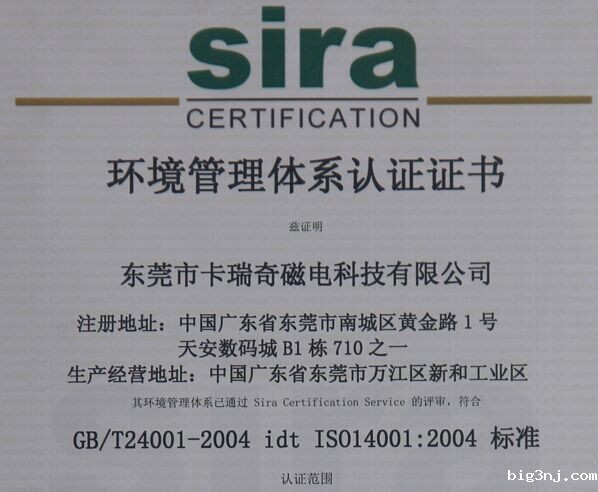 sira
CERTIFICATION
环境管理体系认证证书
兹证明
东莞市卡瑞奇磁电科技有限公司
注册地址：中国广东省东莞市南城区黄金路1号
天安数码城B1栋710之一
生产经营地址：中国广东省东莞市万江区新和工业区
其环境管理体系已通过 Sira Certification Service 的评审，符合
GB/T24001-2004 idt ISO14001:2004 标准
认证范围
big3nj.com